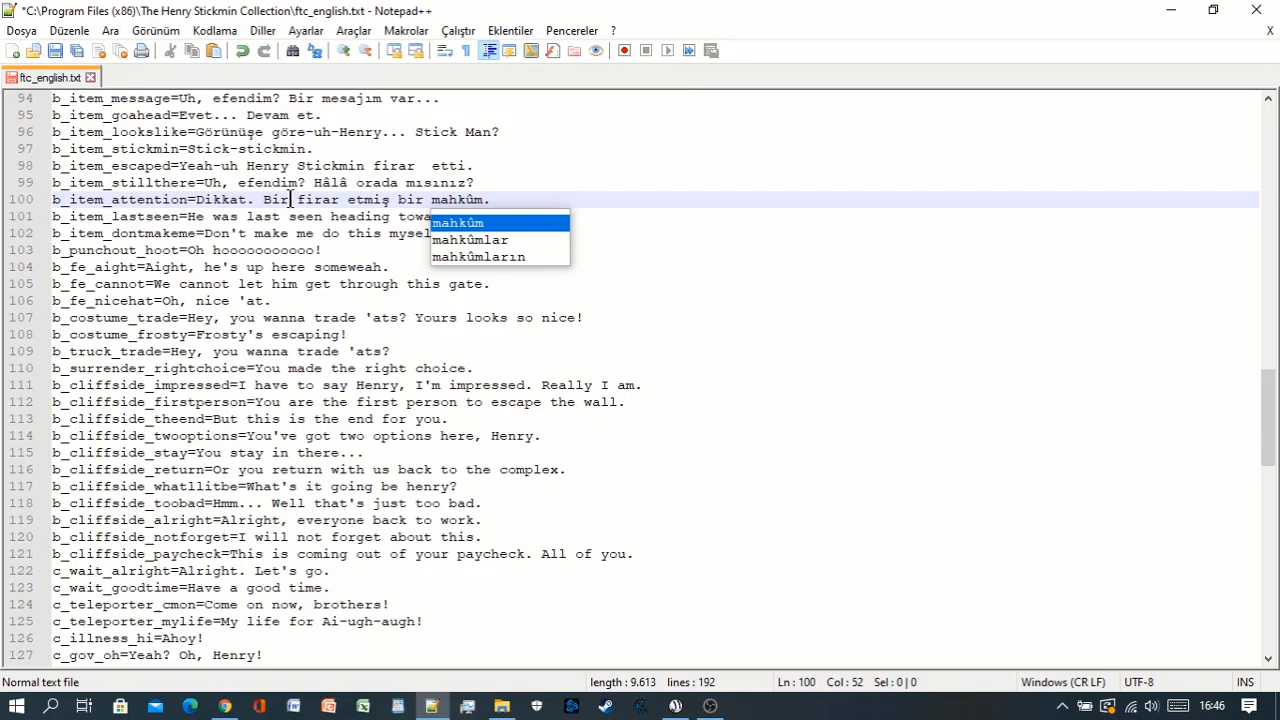 *C:\Program Files (x86)\The Henry Stickmin Collection\ftc_english.txt - Notepad++
Dosya Düzenle Ara Görünüm Kodlama Diller Ayarlar Araçlar Makrolar Çalıştır Eklentiler Pencereler ? X
ftc_english.txt
94 b_item_message=Uh, efendim? Bir mesajım var...
95 b_item_goahead=Evet... Devam et.
96 b_item_lookslike=Görünüşe göre-uh-Henry... Stick Man?
97 b_item_stickmin=Stick-stickmin.
98 b_item_escaped=Yeah-uh Henry Stickmin firar  etti.
99 b_item_stillthere=Uh, efendim? Hâlâ orada mısınız?
100 b_item_attention=Dikkat. Bir firar etmiş bir mahkûm.
101 b_item_lastseen=He was last seen heading towa
mahkûm
102 b_item_dontmakeme=Don't make me do this mysel
mahkûmlar
103 b_punchout_hoot=Oh hooooooooooo!
mahkûmların
104 b_fe_aight=Aight, he's up here someweah.
105 b_fe_cannot=We cannot let him get through this gate.
106 b_fe_nicehat=Oh, nice 'at.
107 b_costume_trade=Hey, you wanna trade 'ats? Yours looks so nice!
108 b_costume_frosty=Frosty's escaping!
109 b_truck_trade=Hey, you wanna trade 'ats?
110 b_surrender_rightchoice=You made the right choice.
111 b_cliffside_impressed=I have to say Henry, I'm impressed. Really I am.
112 b_cliffside_firstperson=You are the first person to escape the wall.
113 b_cliffside_theend=But this is the end for you.
114 b_cliffside_twooptions=You've got two options here, Henry.
115 b_cliffside_stay=You stay in there...
116 b_cliffside_return=Or you return with us back to the complex.
117 b_cliffside_whatllitbe=What's it going be henry?
118 b_cliffside_toobad=Hmm... Well that's just too bad.
119 b_cliffside_alright=Alright, everyone back to work.
120 b_cliffside_notforget=I will not forget about this.
121 b_cliffside_paycheck=This is coming out of your paycheck. All of you.
122 c_wait_alright=Alright. Let's go.
123 c_wait_goodtime=Have a good time.
124 c_teleporter_cmon=Come on now, brothers!
125 c_teleporter_mylife=My life for Ai-ugh-augh!
126 c_illness_hi=Ahoy!
127 c_gov_oh=Yeah? Oh, Henry!
Normal text file length : 9.613 lines : 192 Ln : 100 Col : 52 Sel : 0 | 0 Windows (CR LF) UTF-8 INS
16:46